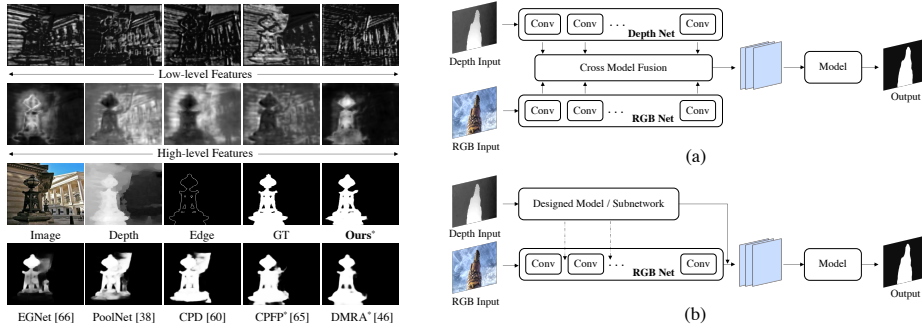 Low-level Features
High-level Features
Image Depth Edge GT Ours*
EGNet [66] PoolNet [38] CPD [60] CPFP* [65] DMRA* [46]
Depth Input
Conv Conv ... Conv
Depth Net
Cross Model Fusion
Model
Output
Conv Conv ... Conv
RGB Net
RGB Input
(a)
Depth Input
Designed Model / Subnetwork
RGB Net
Conv Conv ... Conv
Model
Output
RGB Input
(b)